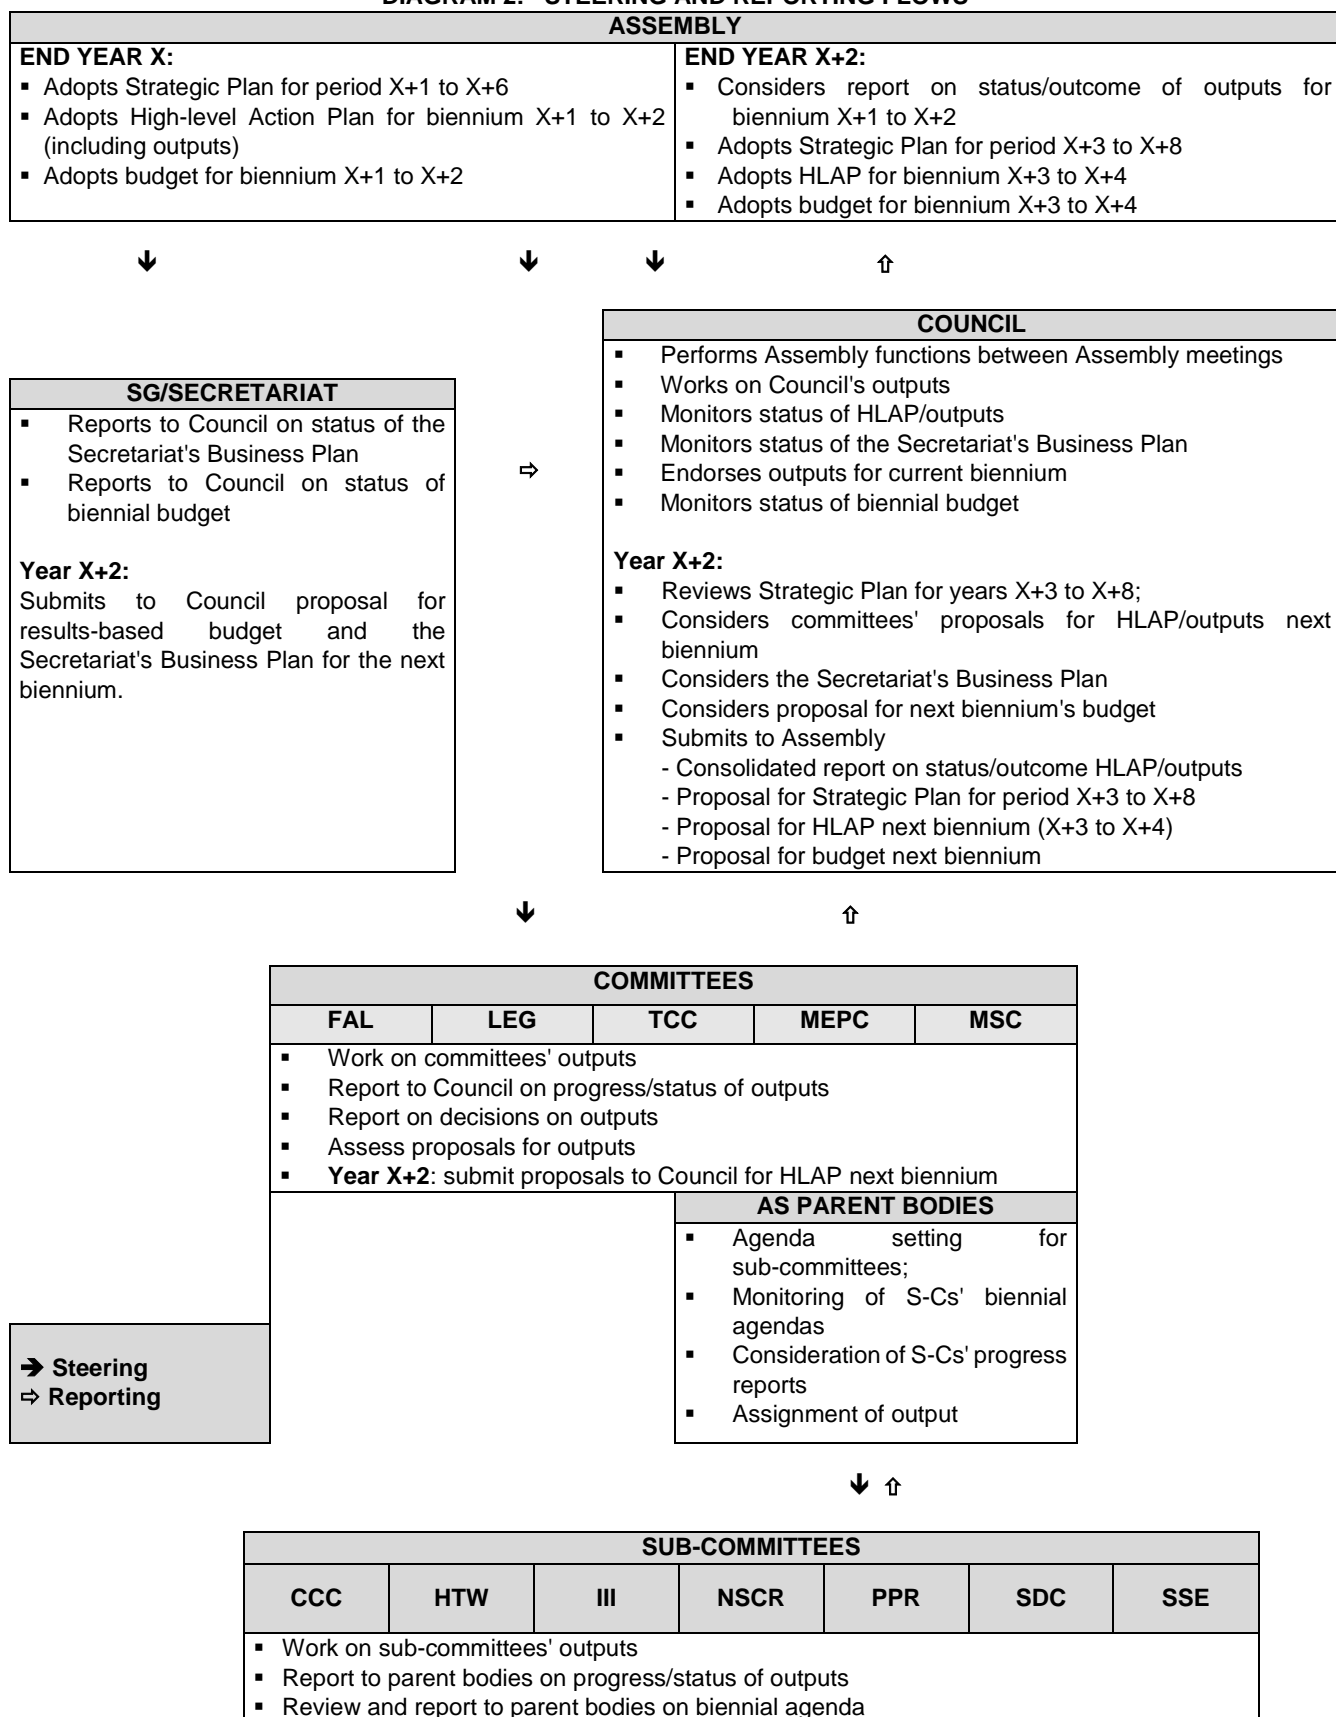 DIAGRAM 2: STEERING AND REPORTING FLOWS
ASSEMBLY
END YEAR X:
▪ Adopts Strategic Plan for period X+1 to X+6
▪ Adopts High-level Action Plan for biennium X+1 to X+2
(including outputs)
▪ Adopts budget for biennium X+1 to X+2
END YEAR X+2:
▪ Considers report on status/outcome of outputs for
biennium X+1 to X+2
▪ Adopts Strategic Plan for period X+3 to X+8
▪ Adopts HLAP for biennium X+3 to X+4
▪ Adopts budget for biennium X+3 to X+4
SG/SECRETARIAT
▪ Reports to Council on status of the
Secretariat's Business Plan
▪ Reports to Council on status of
biennial budget
Year X+2:
Submits to Council proposal for
results-based budget and the
Secretariat's Business Plan for the next
biennium.
COUNCIL
▪ Performs Assembly functions between Assembly meetings
▪ Works on Council's outputs
▪ Monitors status of HLAP/outputs
▪ Monitors status of the Secretariat's Business Plan
▪ Endorses outputs for current biennium
▪ Monitors status of biennial budget
Year X+2:
▪ Reviews Strategic Plan for years X+3 to X+8;
▪ Considers committees' proposals for HLAP/outputs next
biennium
▪ Considers the Secretariat's Business Plan
▪ Considers proposal for next biennium's budget
▪ Submits to Assembly
- Consolidated report on status/outcome HLAP/outputs
- Proposal for Strategic Plan for period X+3 to X+8
- Proposal for HLAP next biennium (X+3 to X+4)
- Proposal for budget next biennium
COMMITTEES
FAL LEG TCC MEPC MSC
▪ Work on committees' outputs
▪ Report to Council on progress/status of outputs
▪ Report on decisions on outputs
▪ Assess proposals for outputs
▪ Year X+2: submit proposals to Council for HLAP next biennium
AS PARENT BODIES
▪ Agenda setting for
sub-committees;
▪ Monitoring of S-Cs' biennial
agendas
▪ Consideration of S-Cs' progress
reports
▪ Assignment of output
➔ Steering
⇨ Reporting
SUB-COMMITTEES
CCC HTW III NSCR PPR SDC SSE
▪ Work on sub-committees' outputs
▪ Report to parent bodies on progress/status of outputs
▪ Review and report to parent bodies on biennial agenda